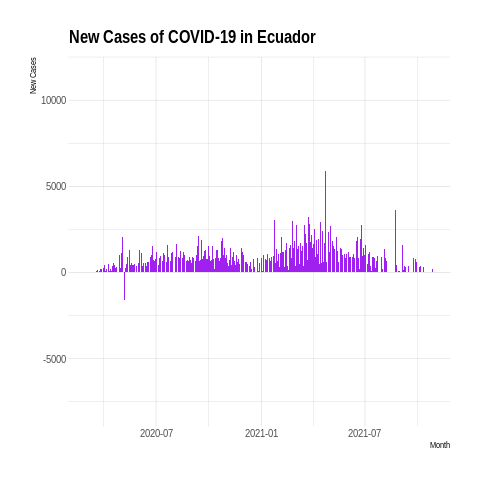 New Cases of COVID-19 in Ecuador
New Cases
10000
5000
0
-5000
2020-07
2021-01
2021-07
Month